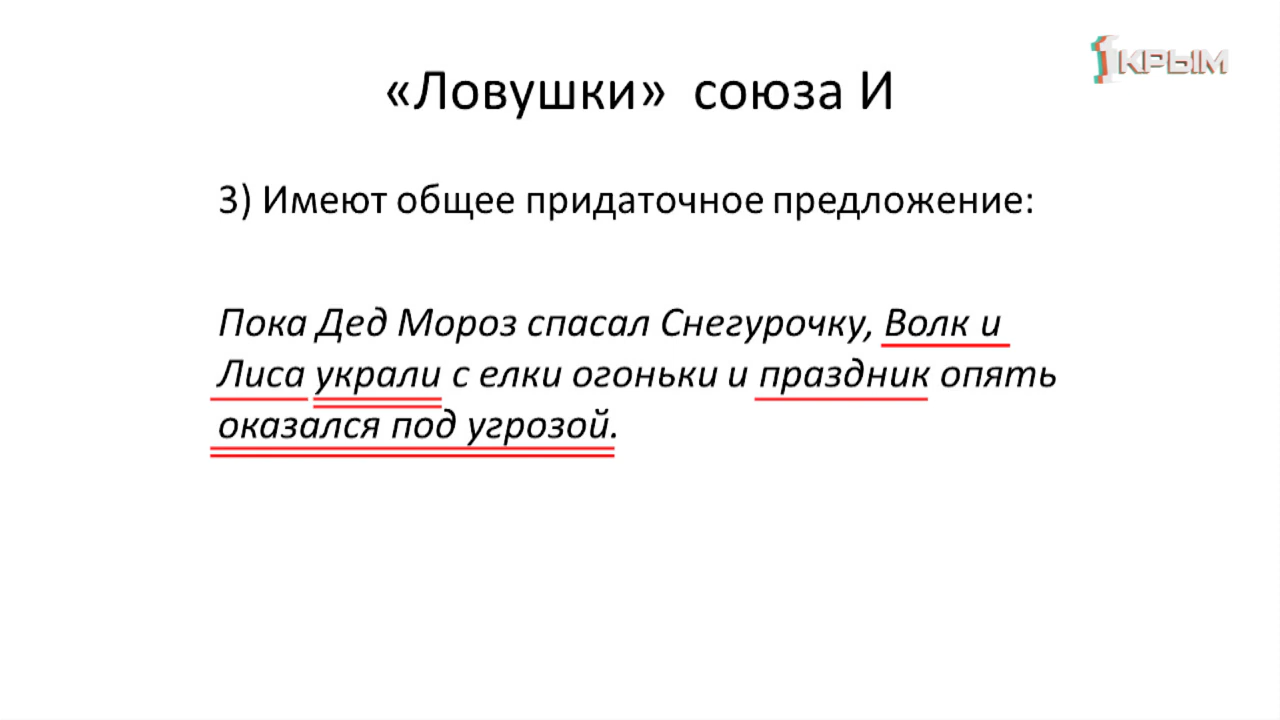 1КРЫМ
«Ловушки» союза И
3) Имеют общее придаточное предложение:
Пока Дед Мороз спасал Снегурочку, Волк и
Лиса украли с елки огоньки и праздник опять
оказался под угрозой.